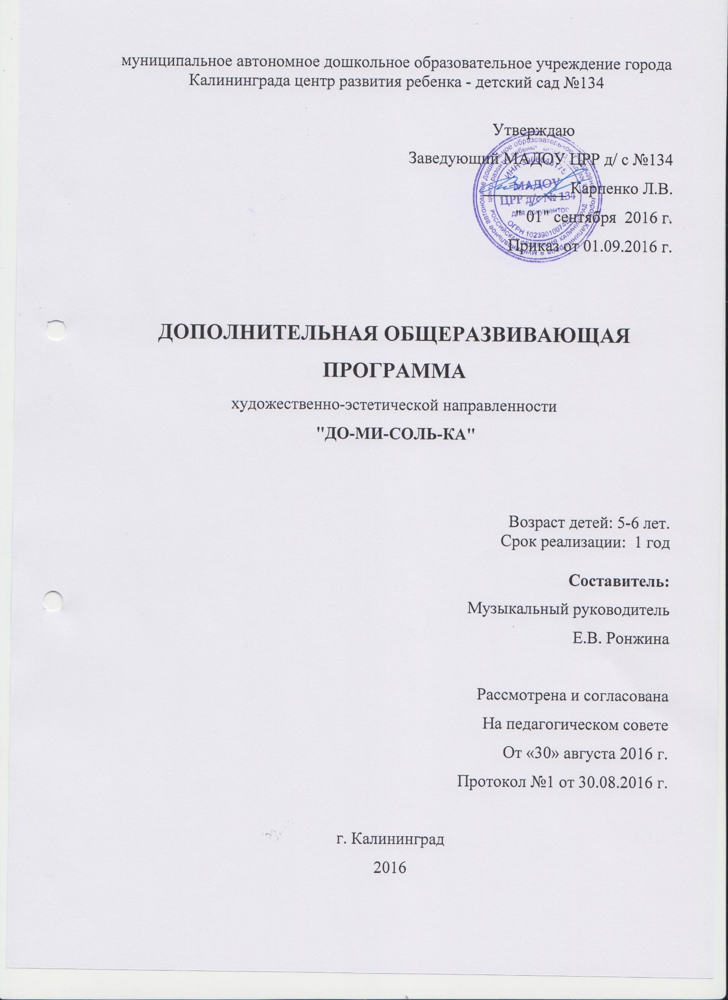 муниципальное автономное дошкольное образовательное учреждение города
Калининграда центр развития ребенка - детский сад №134
Утверждаю
Заведующий МАДОУ ЦРР д/ с №134
Карпенко Л.В.
" 01" сентября 2016 г.
Приказ от 01.09.2016 г.
МАДОУ
ЦРР д/с № 134
для документов
ДОПОЛНИТЕЛЬНАЯ ОБЩЕРАЗВИВАЮЩАЯ
ПРОГРАММА
художественно-эстетической направленности
"ДО-МИ-СОЛЬ-КА"
Возраст детей: 5-6 лет.
Срок реализации: 1 год
Составитель:
Музыкальный руководитель
Е.В. Ронжина
Рассмотрена и согласована
На педагогическом совете
От «30» августа 2016 г.
Протокол №1 от 30.08.2016 г.
г. Калининград
2016